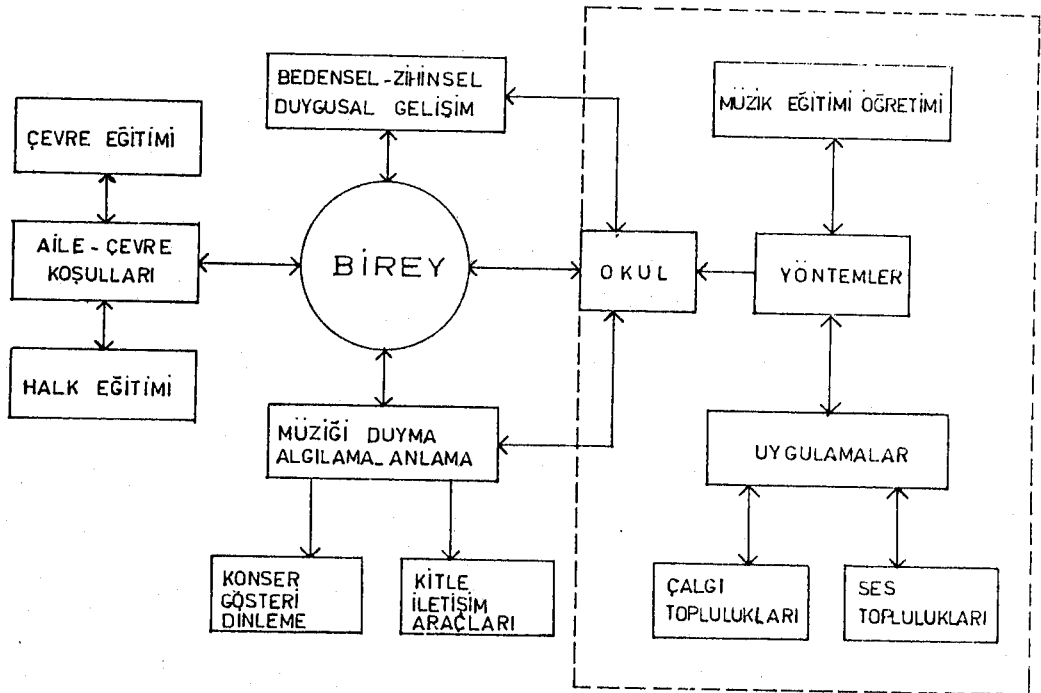 BEDENSEL-ZİHİNSEL
DUYGUSAL GELİŞİM
MÜZİK EĞİTİMİ ÖĞRETİMİ
ÇEVRE EĞİTİMİ
AİLE - ÇEVRE
KOŞULLARI
BİREY
OKUL
YÖNTEMLER
HALK EĞİTİMİ
MÜZİĞİ DUYMA
ALGILAMA_ANLAMA
UYGULAMALAR
KONSER
GÖSTERİ
DİNLEME
KİTLE
İLETİŞİM
ARAÇLARI
ÇALGI
TOPLULUKLARI
SES
TOPLULUKLARI